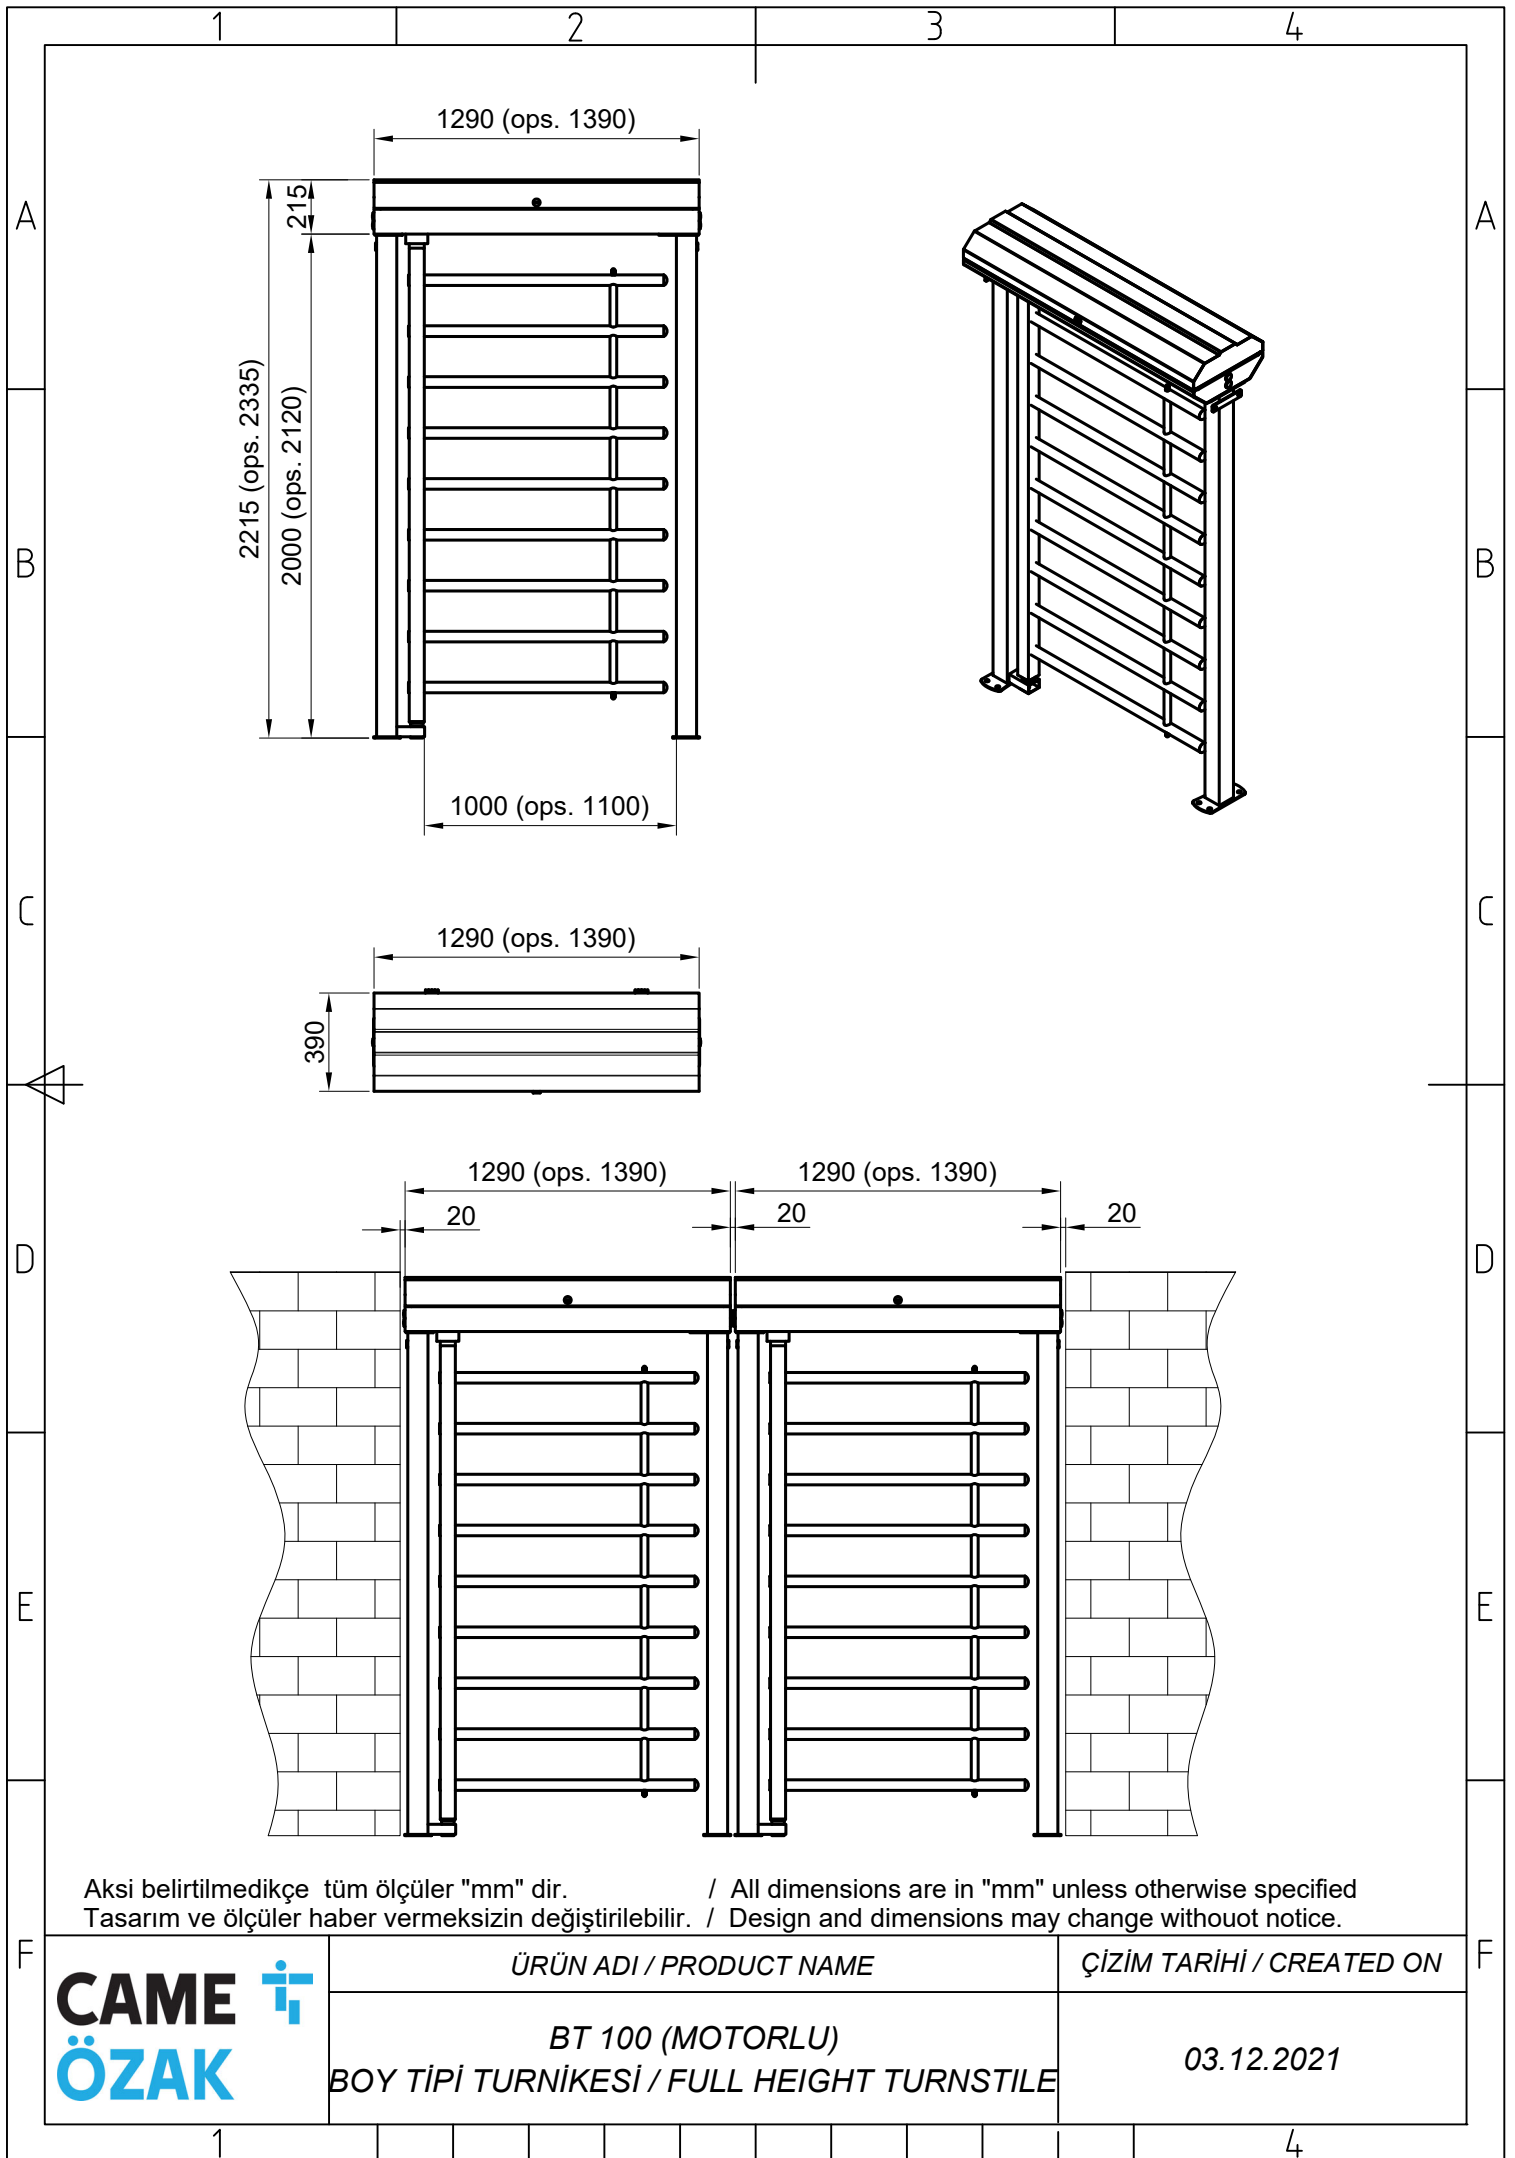 1 2 3 4
1290 (ops. 1390)
215
A A
2215 (ops. 2335)
2000 (ops. 2120)
B B
1000 (ops. 1100)
C C
1290 (ops. 1390)
390
1290 (ops. 1390) 1290 (ops. 1390)
20 20 20
D D
E E
Aksi belirtilmedikçe tüm ölçüler "mm" dir. / All dimensions are in "mm" unless otherwise specified
Tasarım ve ölçüler haber vermeksizin değiştirilebilir. / Design and dimensions may change withouot notice.
F F
CAME
ÖZAK
ÜRÜN ADI / PRODUCT NAME
ÇİZİM TARİHİ / CREATED ON
BT 100 (MOTORLU)
BOY TİPİ TURNİKESİ / FULL HEIGHT TURNSTILE
03.12.2021
1 4